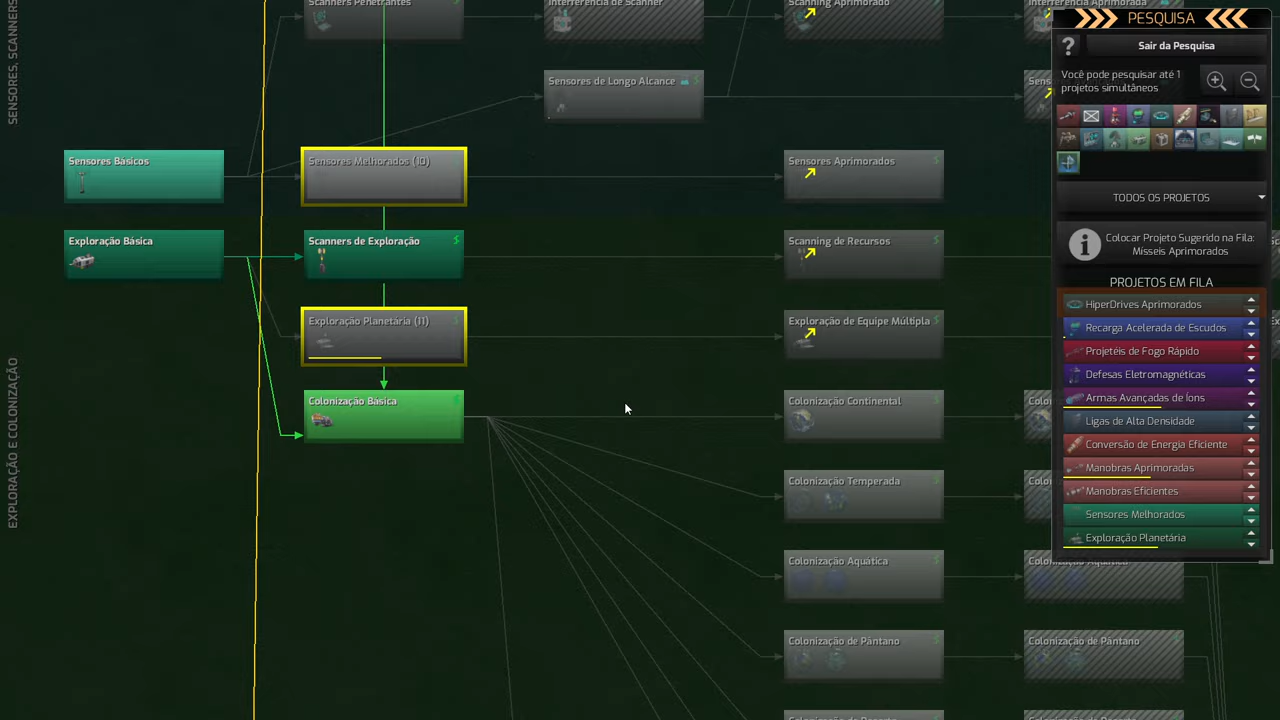 SENSORES, SCANNERS
EXPLORAÇÃO E COLONIZAÇÃO
Scanners Penetrantes
Interferência de Scanner
Scanning Aprimorado
Interferência Aprimorada
Sensores de Longo Alcance
Sensores Básicos
Sensores Melhorados (10)
Sensores Aprimorados
Exploração Básica
Scanners de Exploração
Scanning de Recursos
Exploração Planetária (11)
Exploração de Equipe Múltipla
Colonização Básica
Colonização Continental
Colonização Temperada
Colonização Aquática
Colonização Aquática
Colonização de Pântano
Colonização de Pântano
PESQUISA
?
Sair da Pesquisa
Você pode pesquisar até 1
projetos simultâneos
TODOS OS PROJETOS
Colocar Projeto Sugerido na Fila:
Mísseis Aprimorados
PROJETOS EM FILA
HiperDrives Aprimorados
Recarga Acelerada de Escudos
Projetéis de Fogo Rápido
Defesas Eletromagnéticas
Armas Avançadas de Íons
Ligas de Alta Densidade
Conversão de Energia Eficiente
Manobras Aprimoradas
Manobras Eficientes
Sensores Melhorados
Exploração Planetária